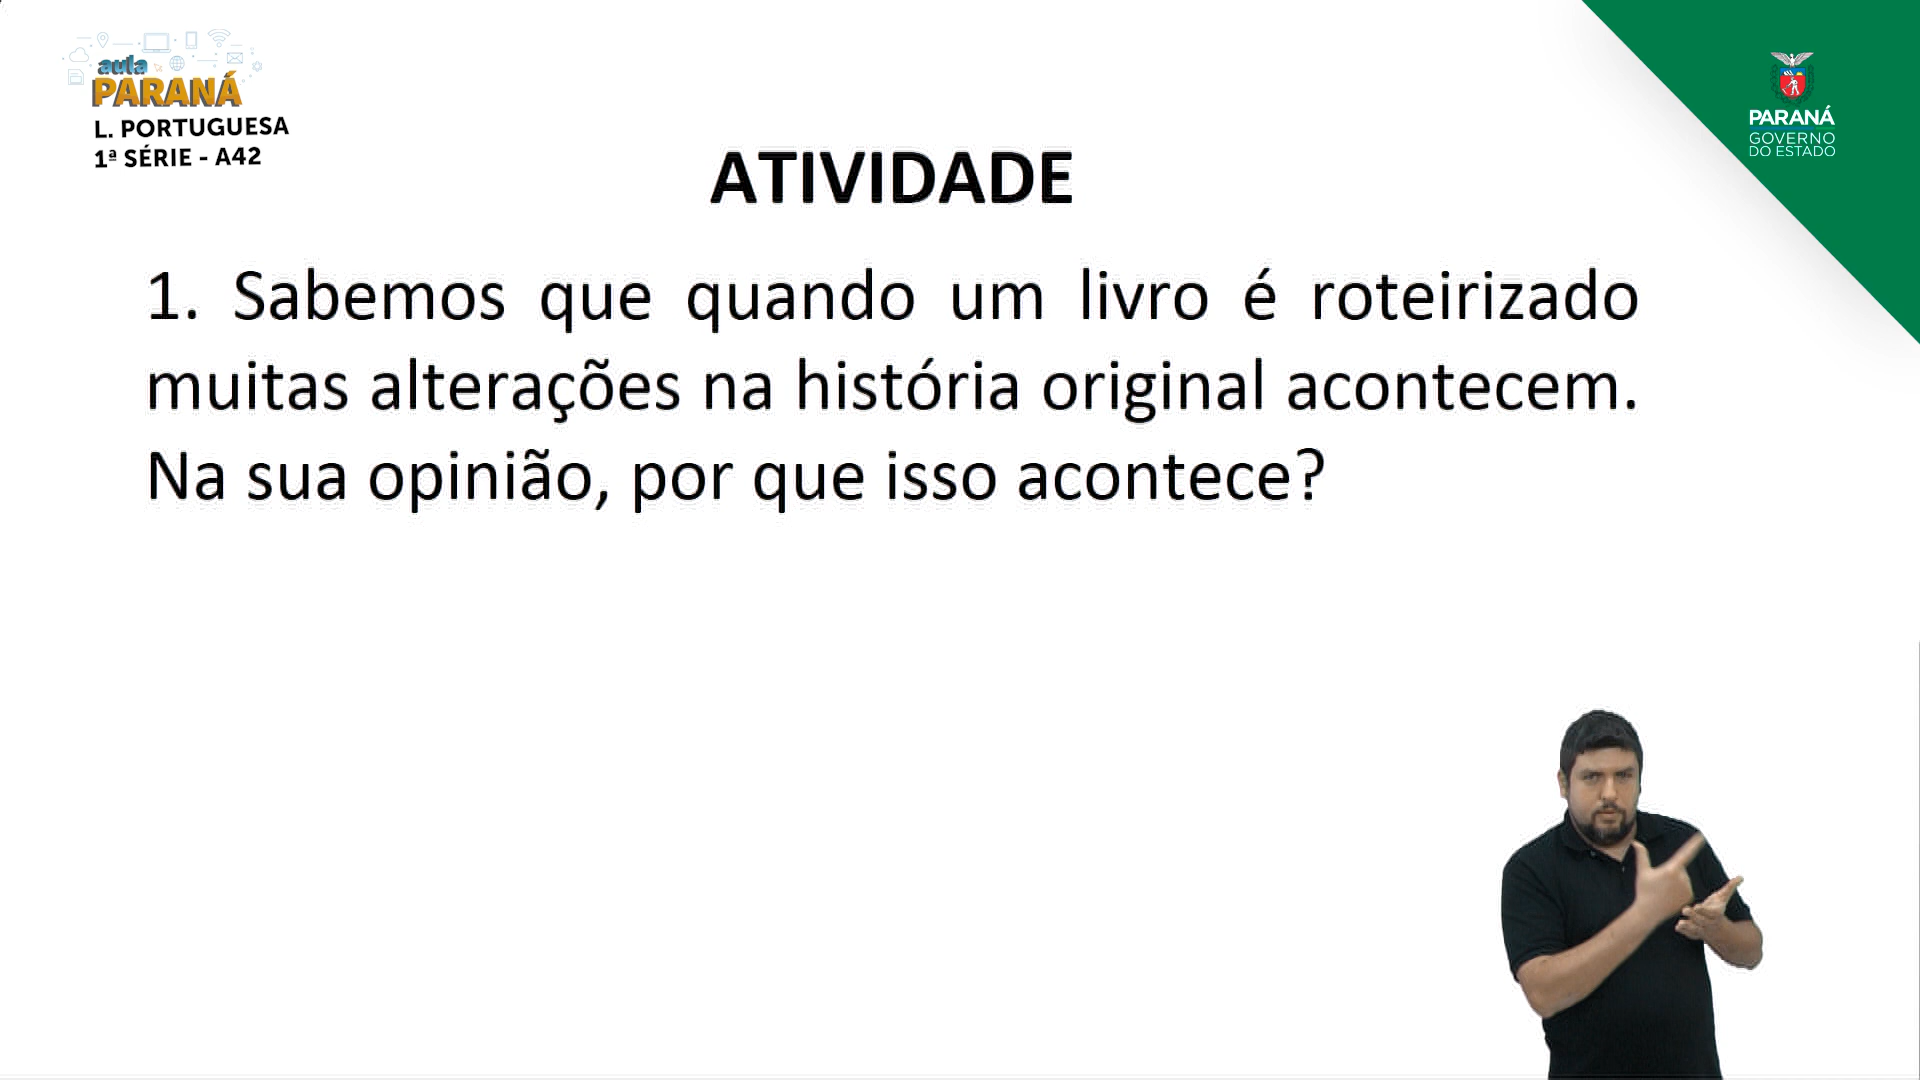 aula
PARANÁ
L. PORTUGUESA
1ª SÉRIE - A42
PARANÁ
GOVERNO
DO ESTADO
ATIVIDADE
1. Sabemos que quando um livro é roteirizado
muitas alterações na história original acontecem.
Na sua opinião, por que isso acontece?